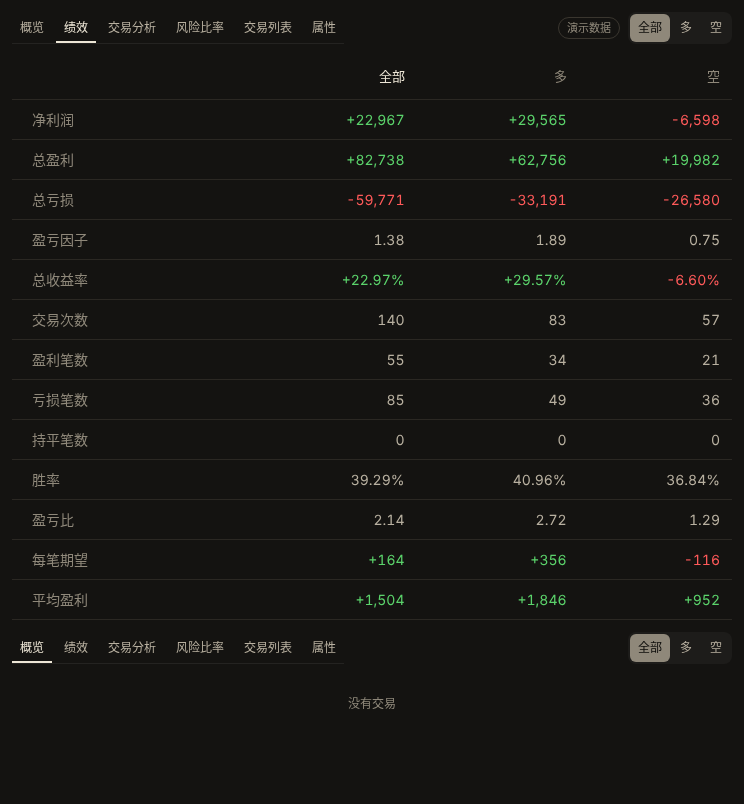 概览 绩效 交易分析 风险比率 交易列表 属性 演示数据 全部 多 空
全部 多 空
净利润 +22,967 +29,565 -6,598
总盈利 +82,738 +62,756 +19,982
总亏损 -59,771 -33,191 -26,580
盈亏因子 1.38 1.89 0.75
总收益率 +22.97% +29.57% -6.60%
交易次数 140 83 57
盈利笔数 55 34 21
亏损笔数 85 49 36
持平笔数 0 0 0
胜率 39.29% 40.96% 36.84%
盈亏比 2.14 2.72 1.29
每笔期望 +164 +356 -116
平均盈利 +1,504 +1,846 +952
概览 绩效 交易分析 风险比率 交易列表 属性 全部 多 空
没有交易